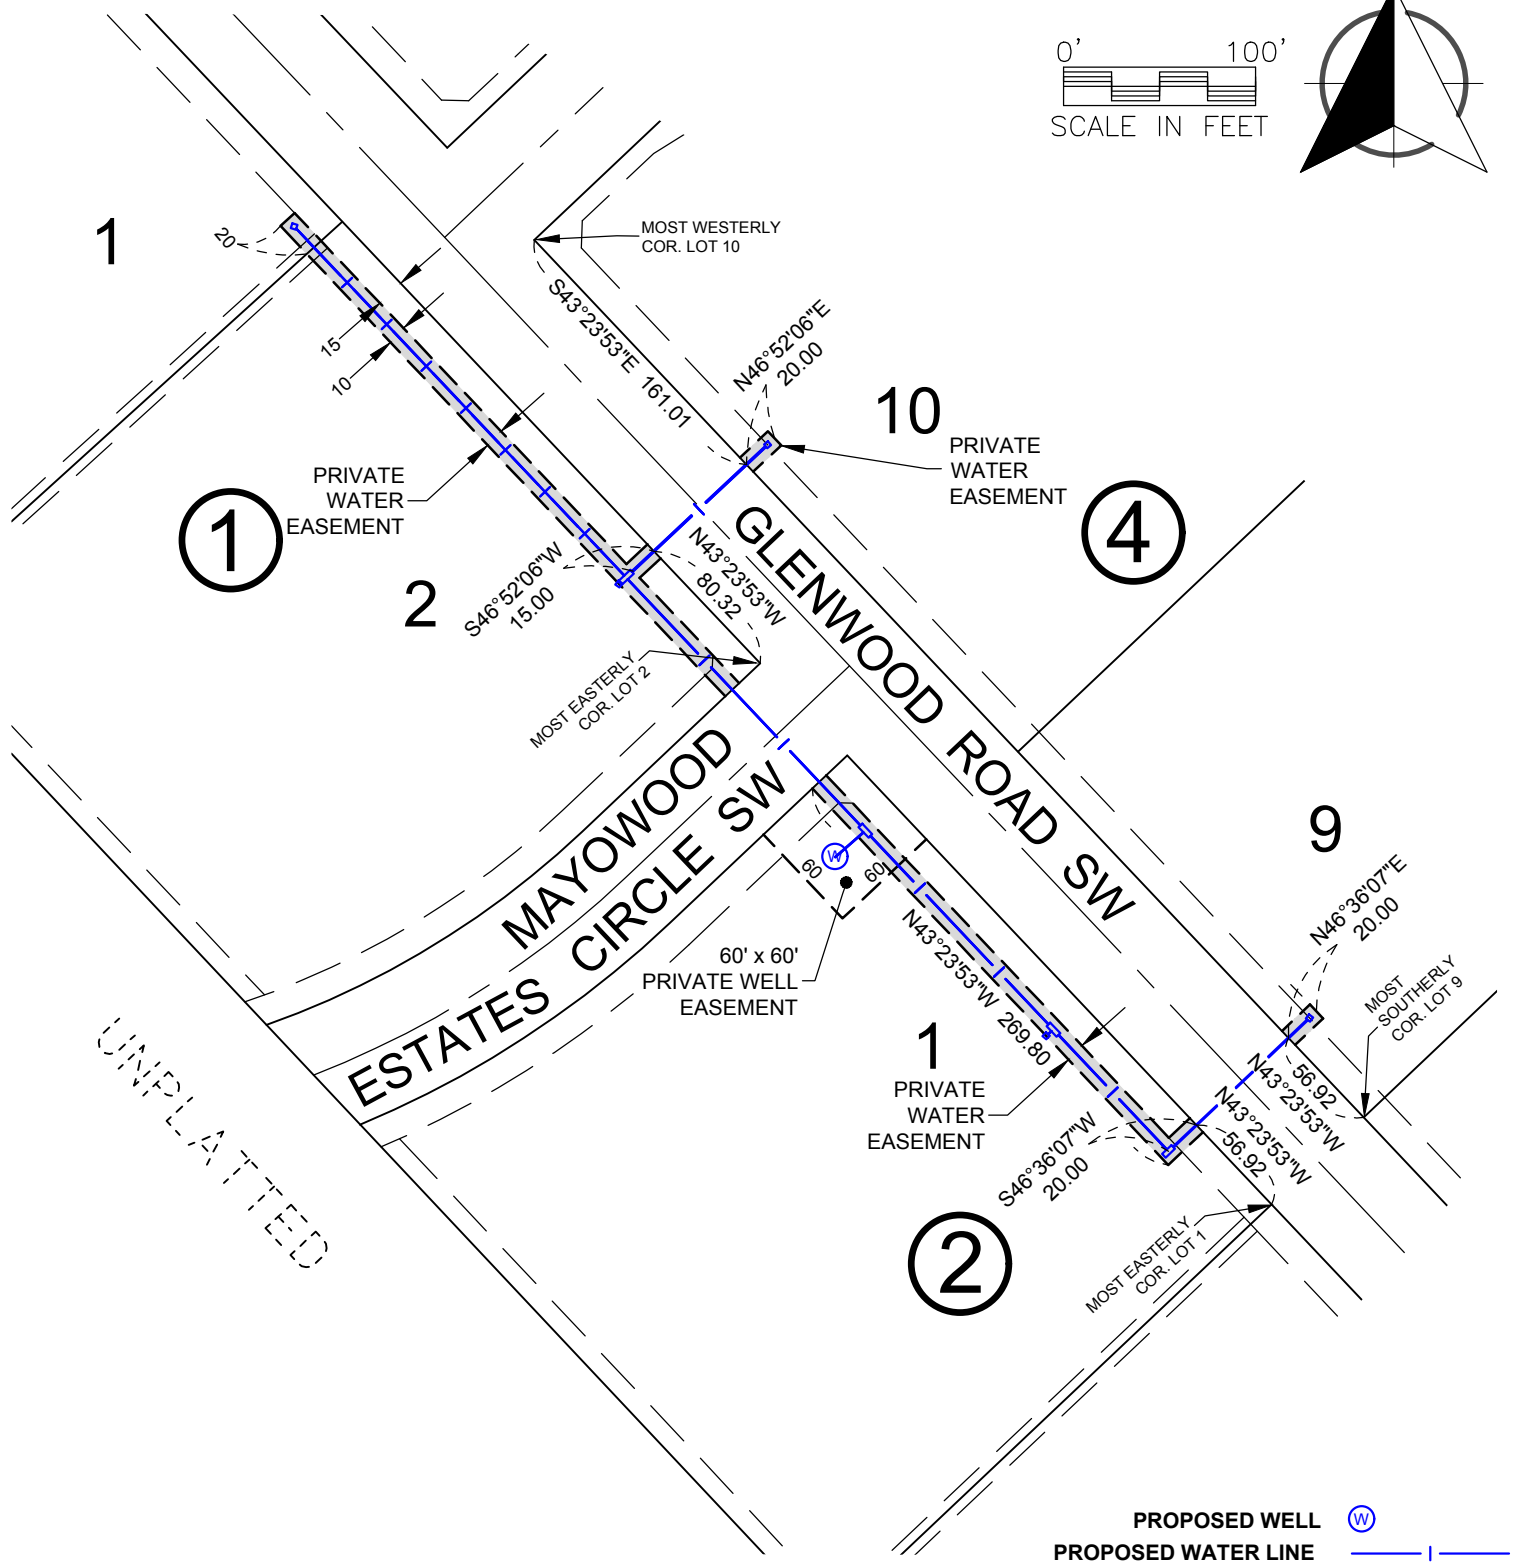 0' 100'
SCALE IN FEET
1
20
MOST WESTERLY
COR. LOT 10
S43°23'53"E 161.01
N46°52'06"E
20.00
15
10
10
PRIVATE
WATER
EASEMENT
PRIVATE
WATER
EASEMENT
1
4
2
S46°52'06"W
15.00
N43°23'53"W
80.32
GLENWOOD ROAD SW
MOST EASTERLY
COR. LOT 2
MAYOWOOD
ESTATES CIRCLE SW
W
60
60
60' x 60'
PRIVATE WELL
EASEMENT
N43°23'53"W 269.80
9
N46°36'07"E
20.00
MOST
SOUTHERLY
COR. LOT 9
56.92
N43°23'53"W
N43°23'53"W
56.92
1
PRIVATE
WATER
EASEMENT
S46°36'07"W
20.00
2
MOST EASTERLY
COR. LOT 1
UNPLATTED
PROPOSED WELL W
PROPOSED WATER LINE